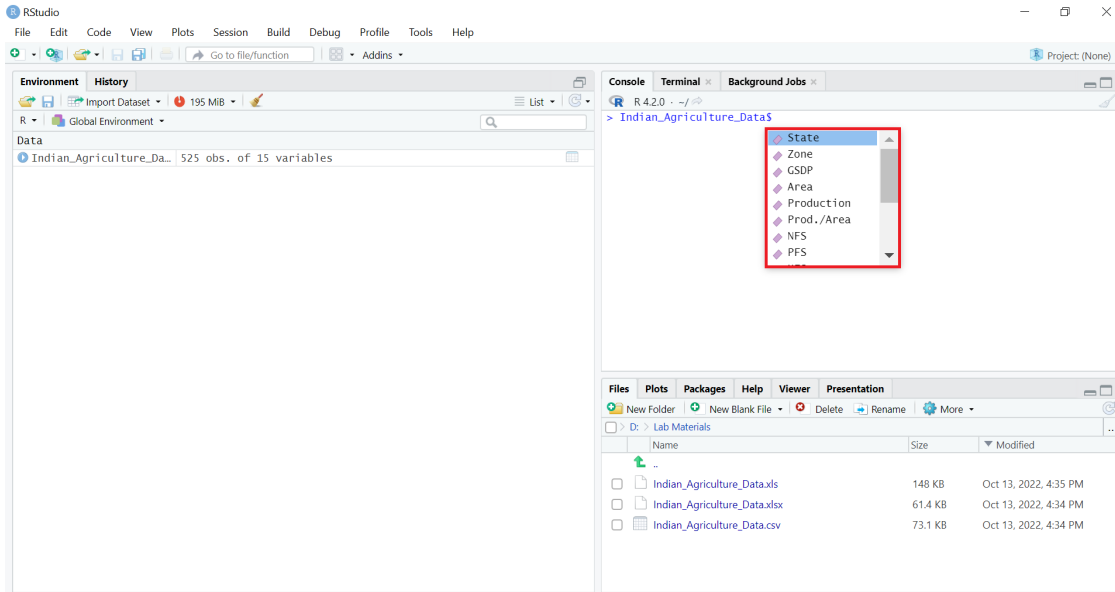 RStudio
File Edit Code View Plots Session Build Debug Profile Tools Help
Go to file/function Addins Project: (None)
Environment History
Import Dataset 195 MiB List
R Global Environment
Data
Indian_Agriculture_Da… 525 obs. of 15 variables
Console Terminal Background Jobs
R 4.2.0 · ~/
> Indian_Agriculture_Data$
State
Zone
GSDP
Area
Production
Prod./Area
NFS
PFS
Files Plots Packages Help Viewer Presentation
New Folder New Blank File Delete Rename More
D: Lab Materials ...
Name Size Modified
..
Indian_Agriculture_Data.xls 148 KB Oct 13, 2022, 4:35 PM
Indian_Agriculture_Data.xlsx 61.4 KB Oct 13, 2022, 4:34 PM
Indian_Agriculture_Data.csv 73.1 KB Oct 13, 2022, 4:34 PM